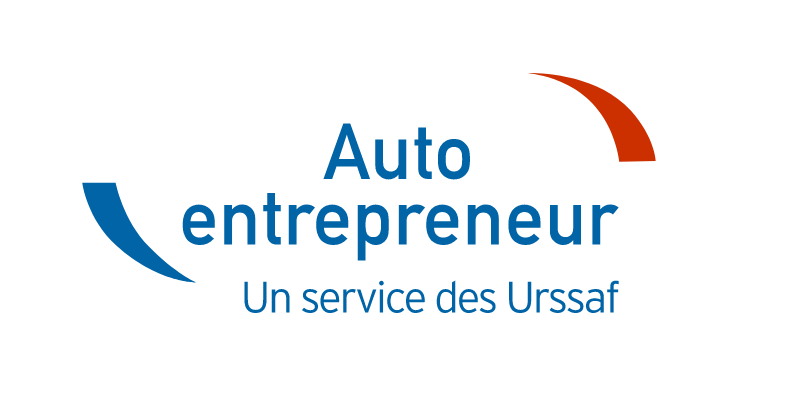 Auto
entrepreneur
Un service des Urssaf